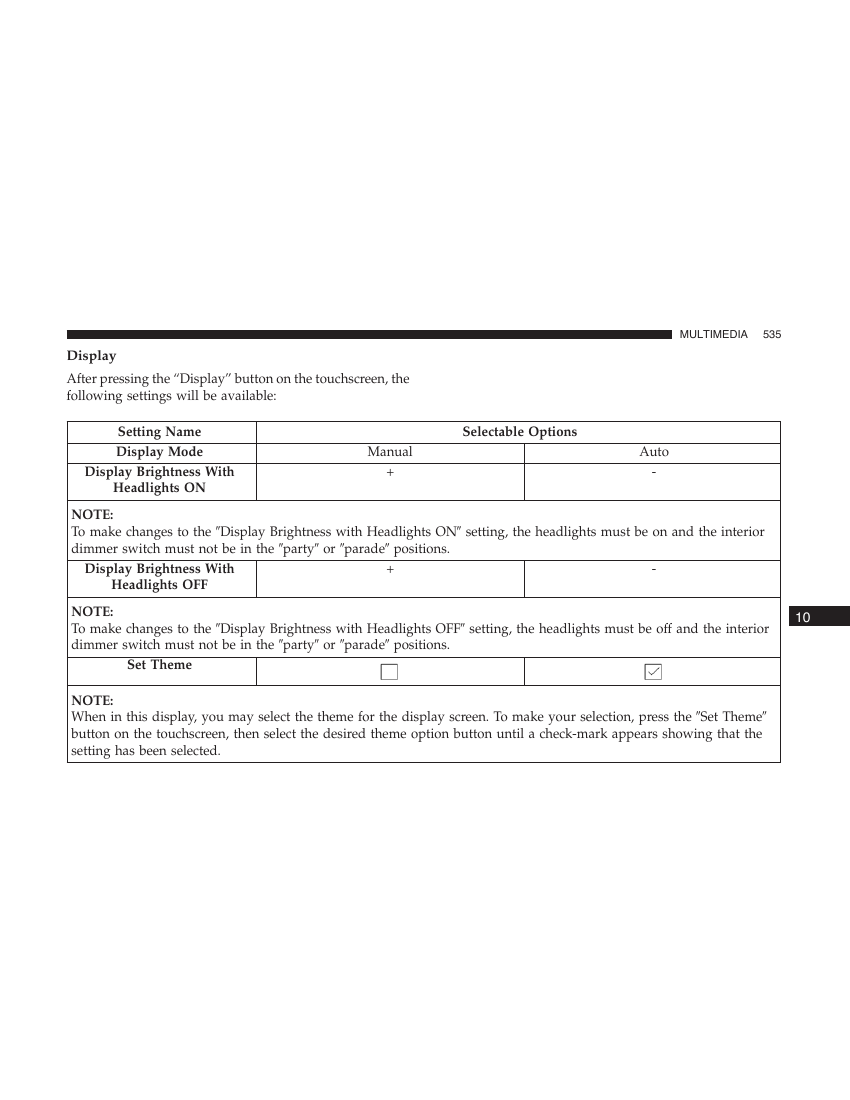 MULTIMEDIA 535
Display
After pressing the “Display” button on the touchscreen, the
following settings will be available:
Setting Name Selectable Options
Display Mode Manual Auto
Display Brightness With
Headlights ON
+ -
NOTE:
To make changes to the ″Display Brightness with Headlights ON″ setting, the headlights must be on and the interior
dimmer switch must not be in the ″party″ or ″parade″ positions.
Display Brightness With
Headlights OFF
+ -
NOTE:
To make changes to the ″Display Brightness with Headlights OFF″ setting, the headlights must be off and the interior
dimmer switch must not be in the ″party″ or ″parade″ positions.
10
Set Theme
NOTE:
When in this display, you may select the theme for the display screen. To make your selection, press the ″Set Theme″
button on the touchscreen, then select the desired theme option button until a check-mark appears showing that the
setting has been selected.